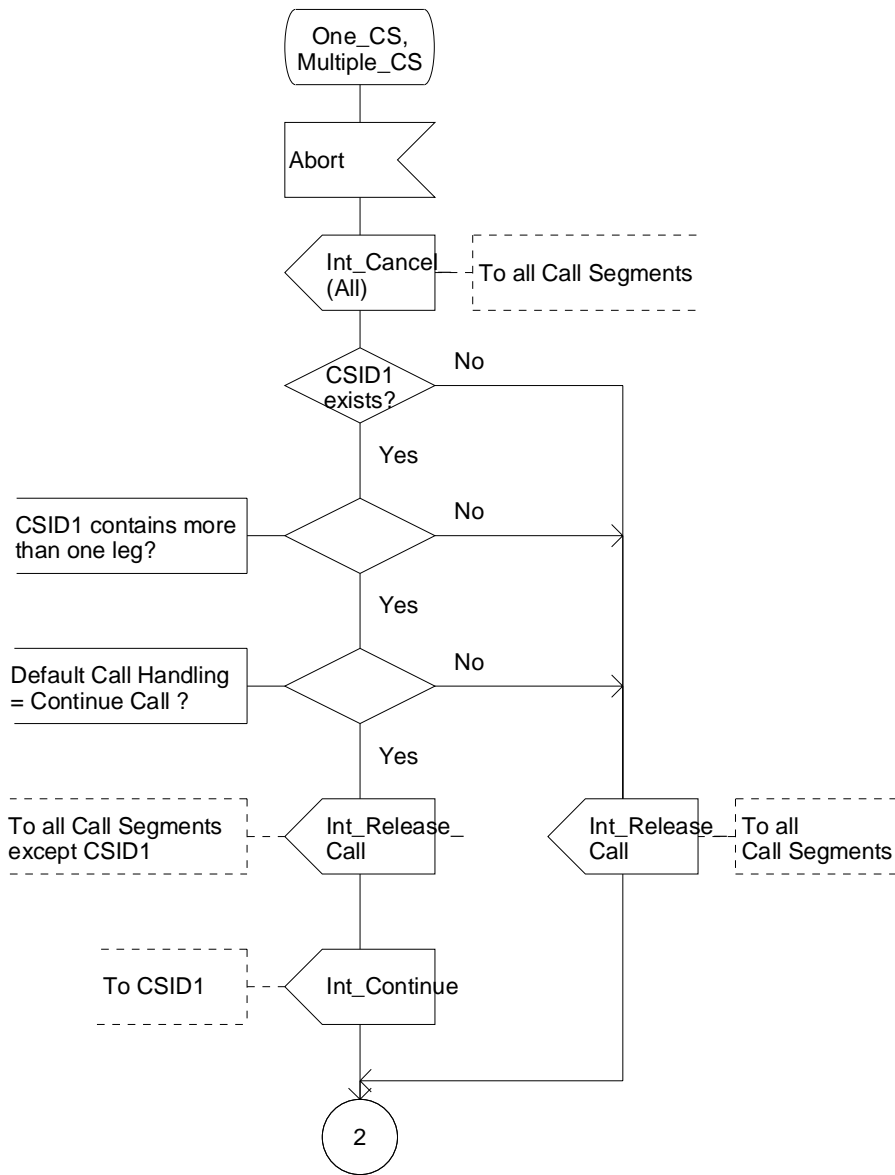 One_CS,
Multiple_CS
Abort
Int_Cancel_
(All)
To all Call Segments
CSID1
exists?
No
Yes
CSID1 contains more
than one leg?
No
Yes
Default Call Handling
= Continue Call ?
No
Yes
To all Call Segments
except CSID1
Int_Release_
Call
Int_Release_
Call
To all
Call Segments
To CSID1
Int_Continue
2